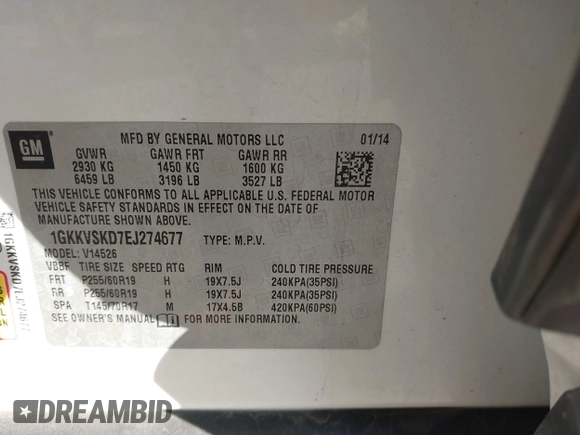 GM
MFD BY GENERAL MOTORS LLC 01/14
GVWR GAWR FRT GAWR RR
2930 KG 1450 KG 1600 KG
6459 LB 3196 LB 3527 LB
THIS VEHICLE CONFORMS TO ALL APPLICABLE U.S. FEDERAL MOTOR
VEHICLE SAFETY STANDARDS IN EFFECT ON THE DATE OF
MANUFACTURE SHOWN ABOVE.
1GKKVSKD7EJ274677 TYPE: M.P.V.
MODEL: V14526
VBBF TIRE SIZE SPEED RTG RIM COLD TIRE PRESSURE
FRT P255/60R19 H 19X7.5J 240KPA(35PSI)
RR P255/60R19 H 19X7.5J 240KPA(35PSI)
SPA T145/70R17 M 17X4.5B 420KPA(60PSI)
SEE OWNER'S MANUAL FOR MORE INFORMATION.
1GKKVSKD7EJ274677
DREAMBID